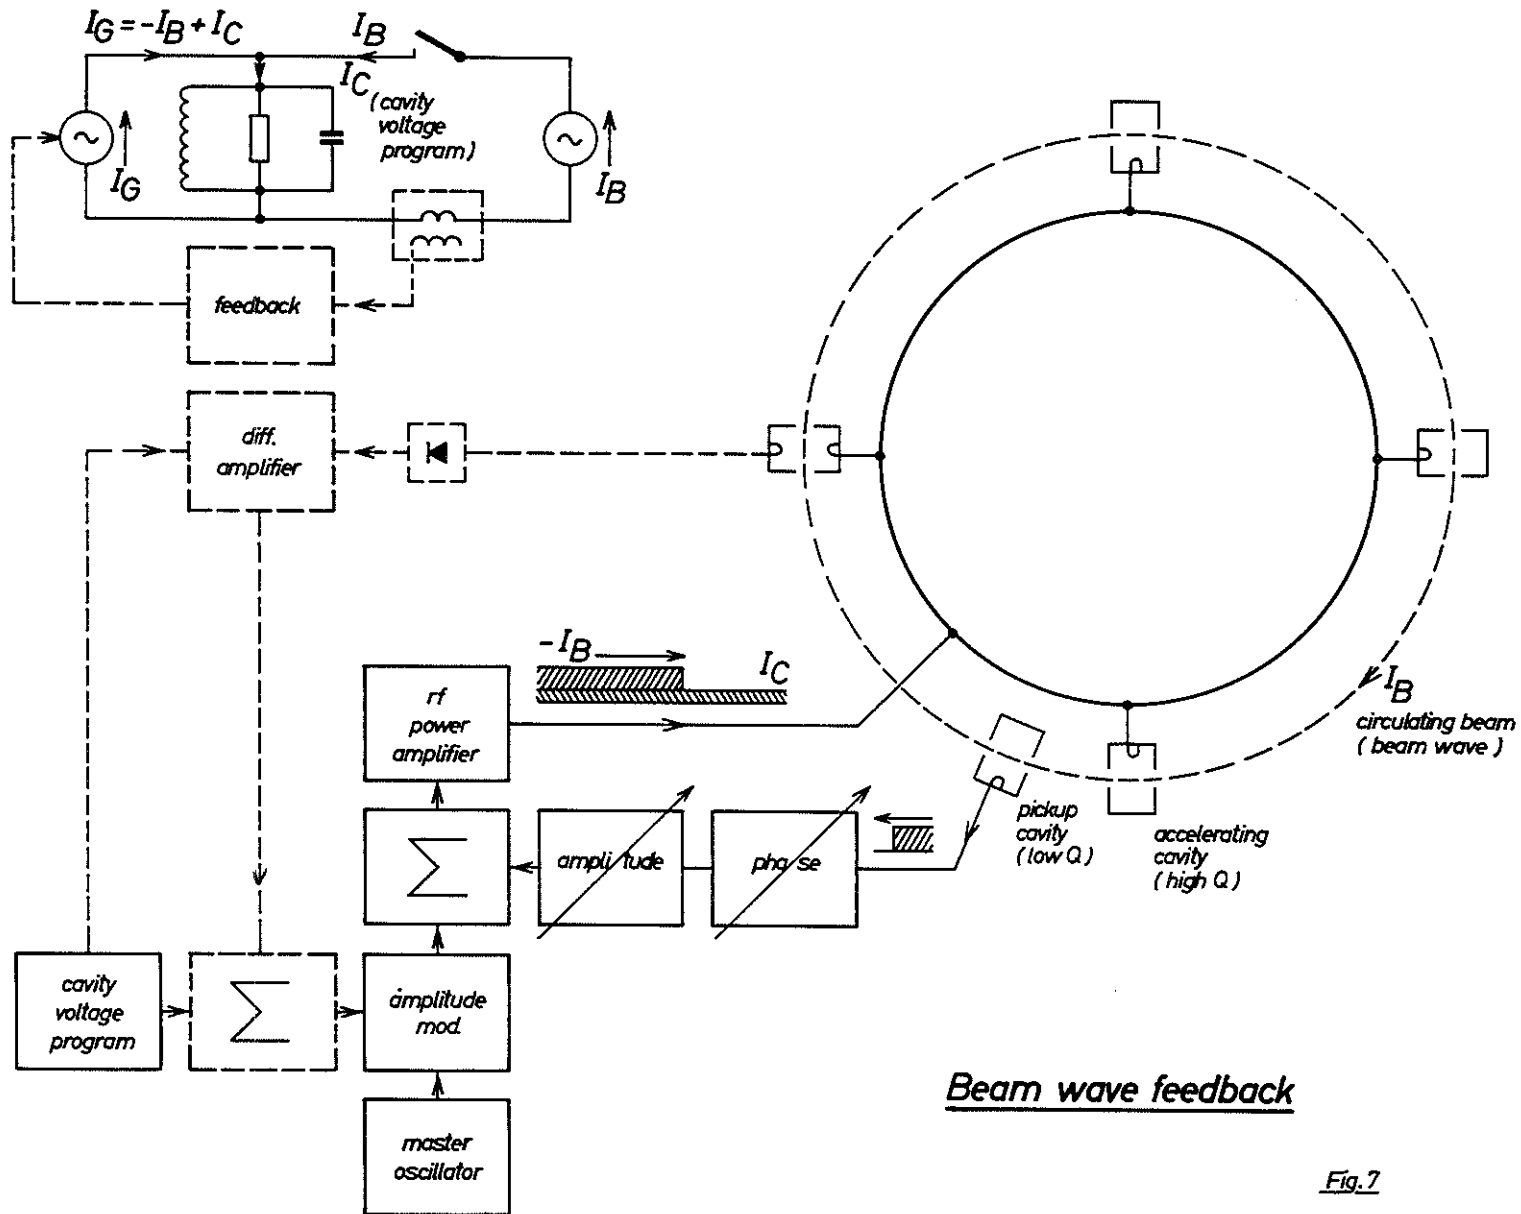 I_G = -I_B + I_C
I_B
I_C (cavity
voltage
program)
I_G
I_B
feedback
diff.
amplifier
-I_B
I_C
rf
power
amplifier
I_B
circulating beam
(beam wave)
pickup
cavity
(low Q)
accelerating
cavity
(high Q)
Σ
amplitude
phase
cavity
voltage
program
Σ
amplitude
mod.
master
oscillator
Beam wave feedback
Fig.7